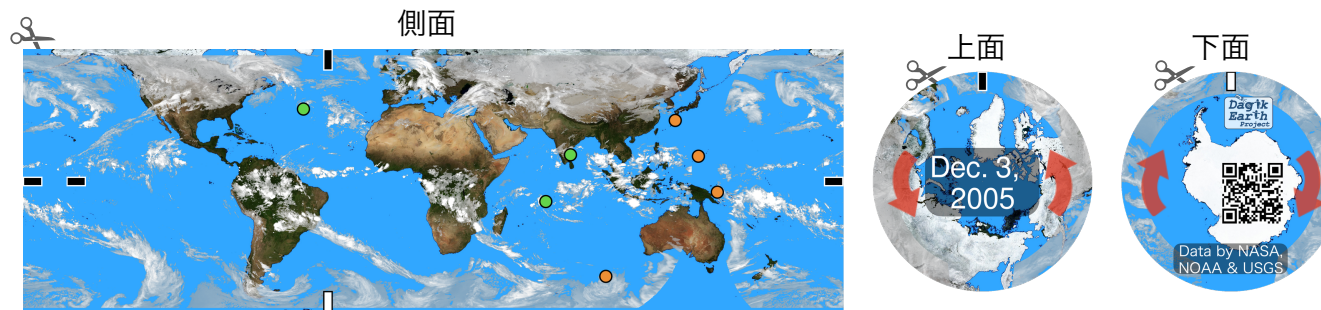 側面
上面
下面
Dagik
Earth
Project
Dec. 3,
2005
Data by NASA,
NOAA & USGS